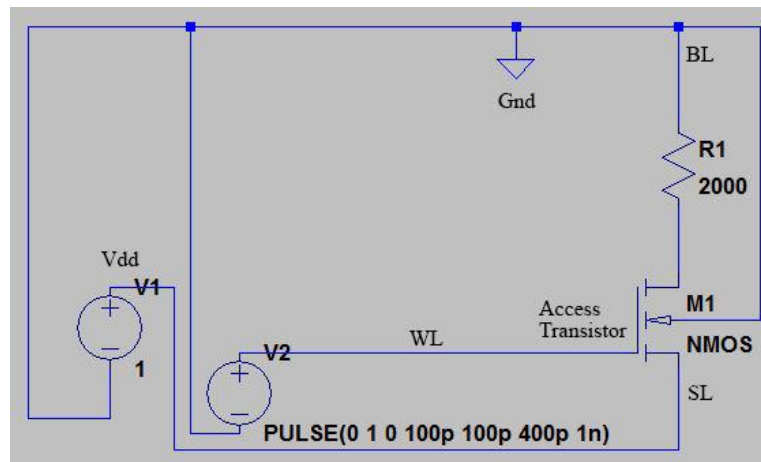 BL
Gnd
R1
2000
Vdd
V1
Access
Transistor
M1
WL
V2
NMOS
1
SL
PULSE(0 1 0 100p 100p 400p 1n)
+
−
+
−